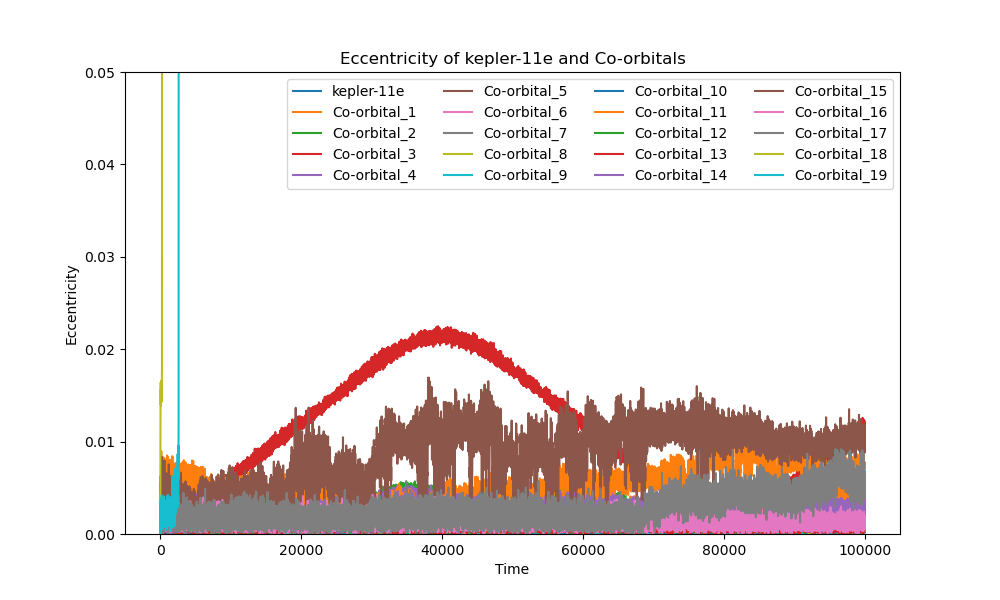 Eccentricity of kepler-11e and Co-orbitals
0.05
0.04
0.03
0.02
0.01
0.00
Eccentricity
kepler-11e Co-orbital_5 Co-orbital_10 Co-orbital_15
Co-orbital_1 Co-orbital_6 Co-orbital_11 Co-orbital_16
Co-orbital_2 Co-orbital_7 Co-orbital_12 Co-orbital_17
Co-orbital_3 Co-orbital_8 Co-orbital_13 Co-orbital_18
Co-orbital_4 Co-orbital_9 Co-orbital_14 Co-orbital_19
0 20000 40000 60000 80000 100000
Time